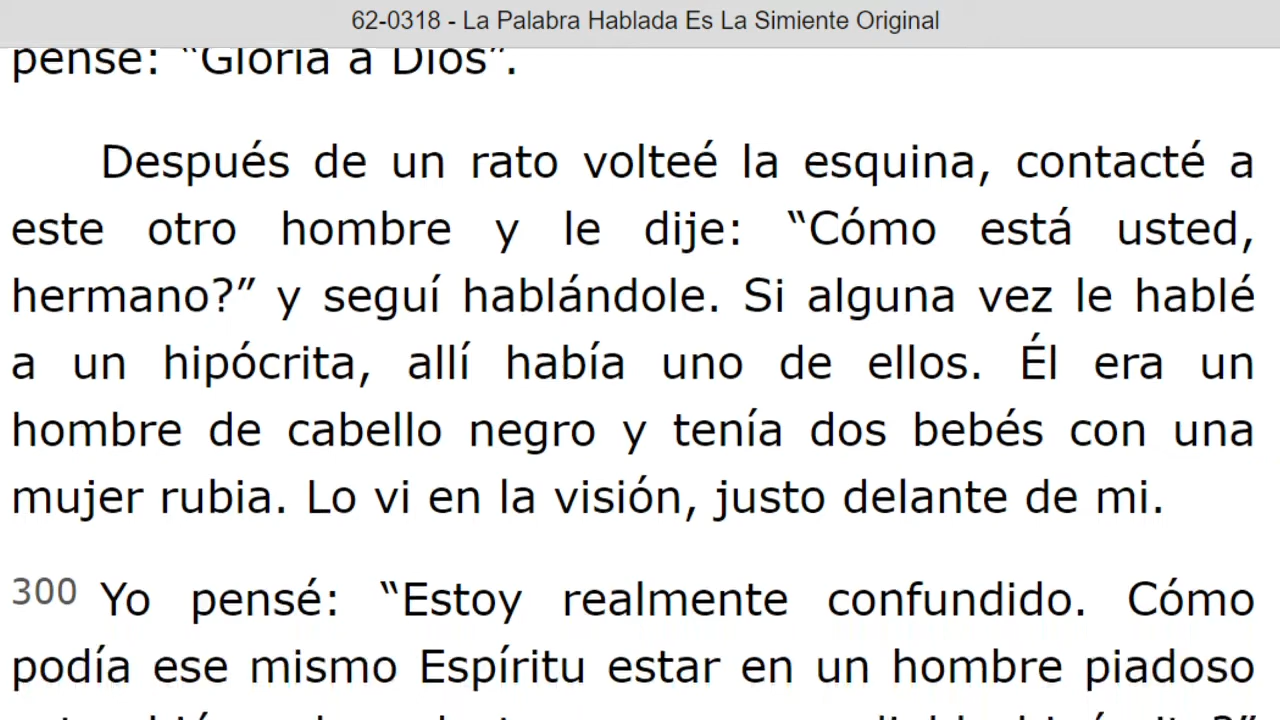 62-0318 - La Palabra Hablada Es La Simiente Original
pensé: “Gloria a Dios”.
Después de un rato volteé la esquina, contacté a
este otro hombre y le dije: “Cómo está usted,
hermano?” y seguí hablándole. Si alguna vez le hablé
a un hipócrita, allí había uno de ellos. Él era un
hombre de cabello negro y tenía dos bebés con una
mujer rubia. Lo vi en la visión, justo delante de mi.
300 Yo pensé: “Estoy realmente confundido. Cómo
podía ese mismo Espíritu estar en un hombre piadoso